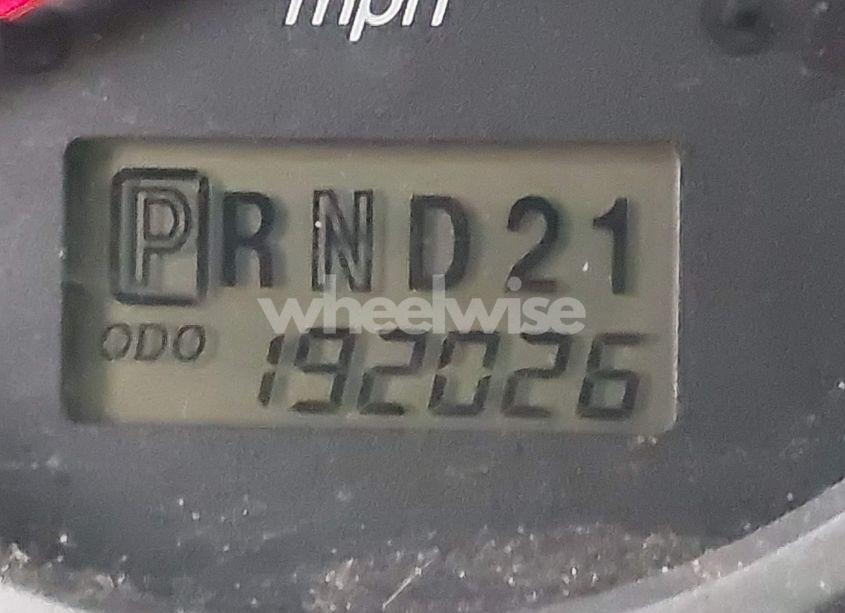 mph
PRND21
wheelwise
ODO 192026